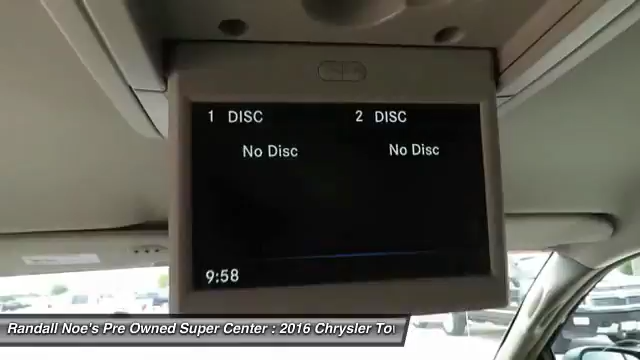 1 DISC
2 DISC
No Disc
No Disc
9:58
Randall Noe's Pre Owned Super Center : 2016 Chrysler To